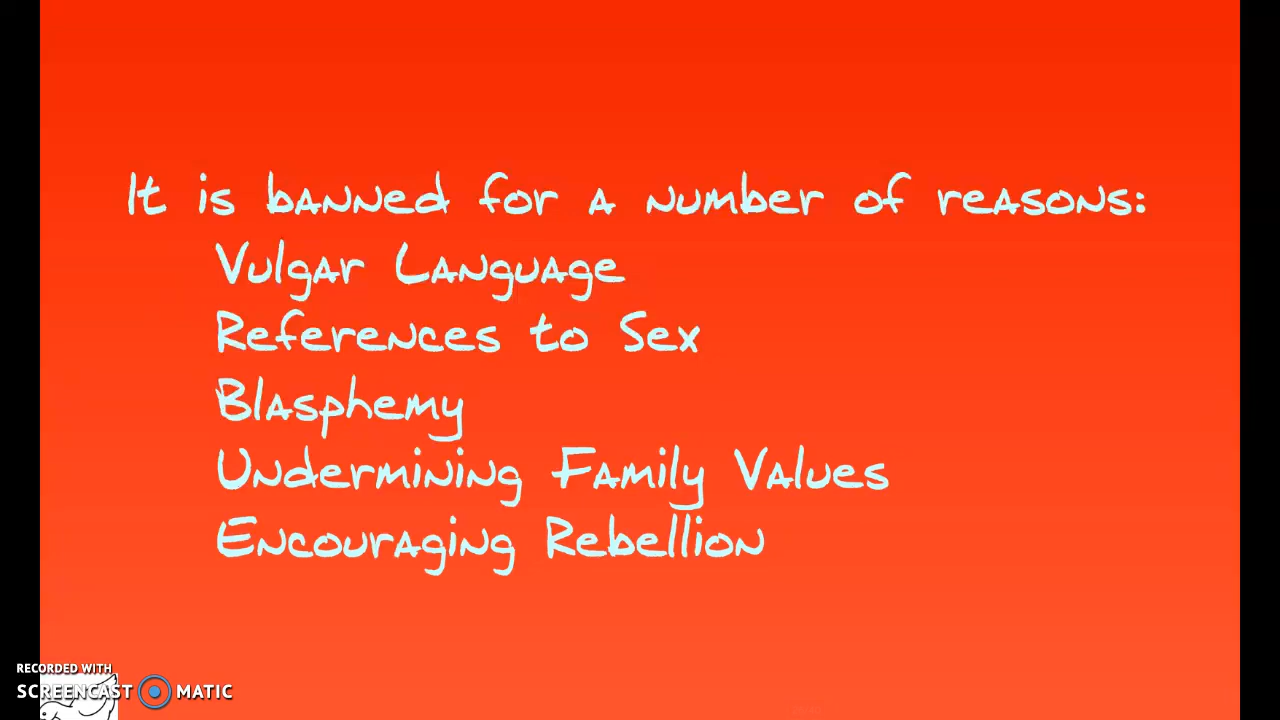 It is banned for a number of reasons:
Vulgar Language
References to Sex
Blasphemy
Undermining Family Values
Encouraging Rebellion
RECORDED WITH
SCREENCAST MATIC